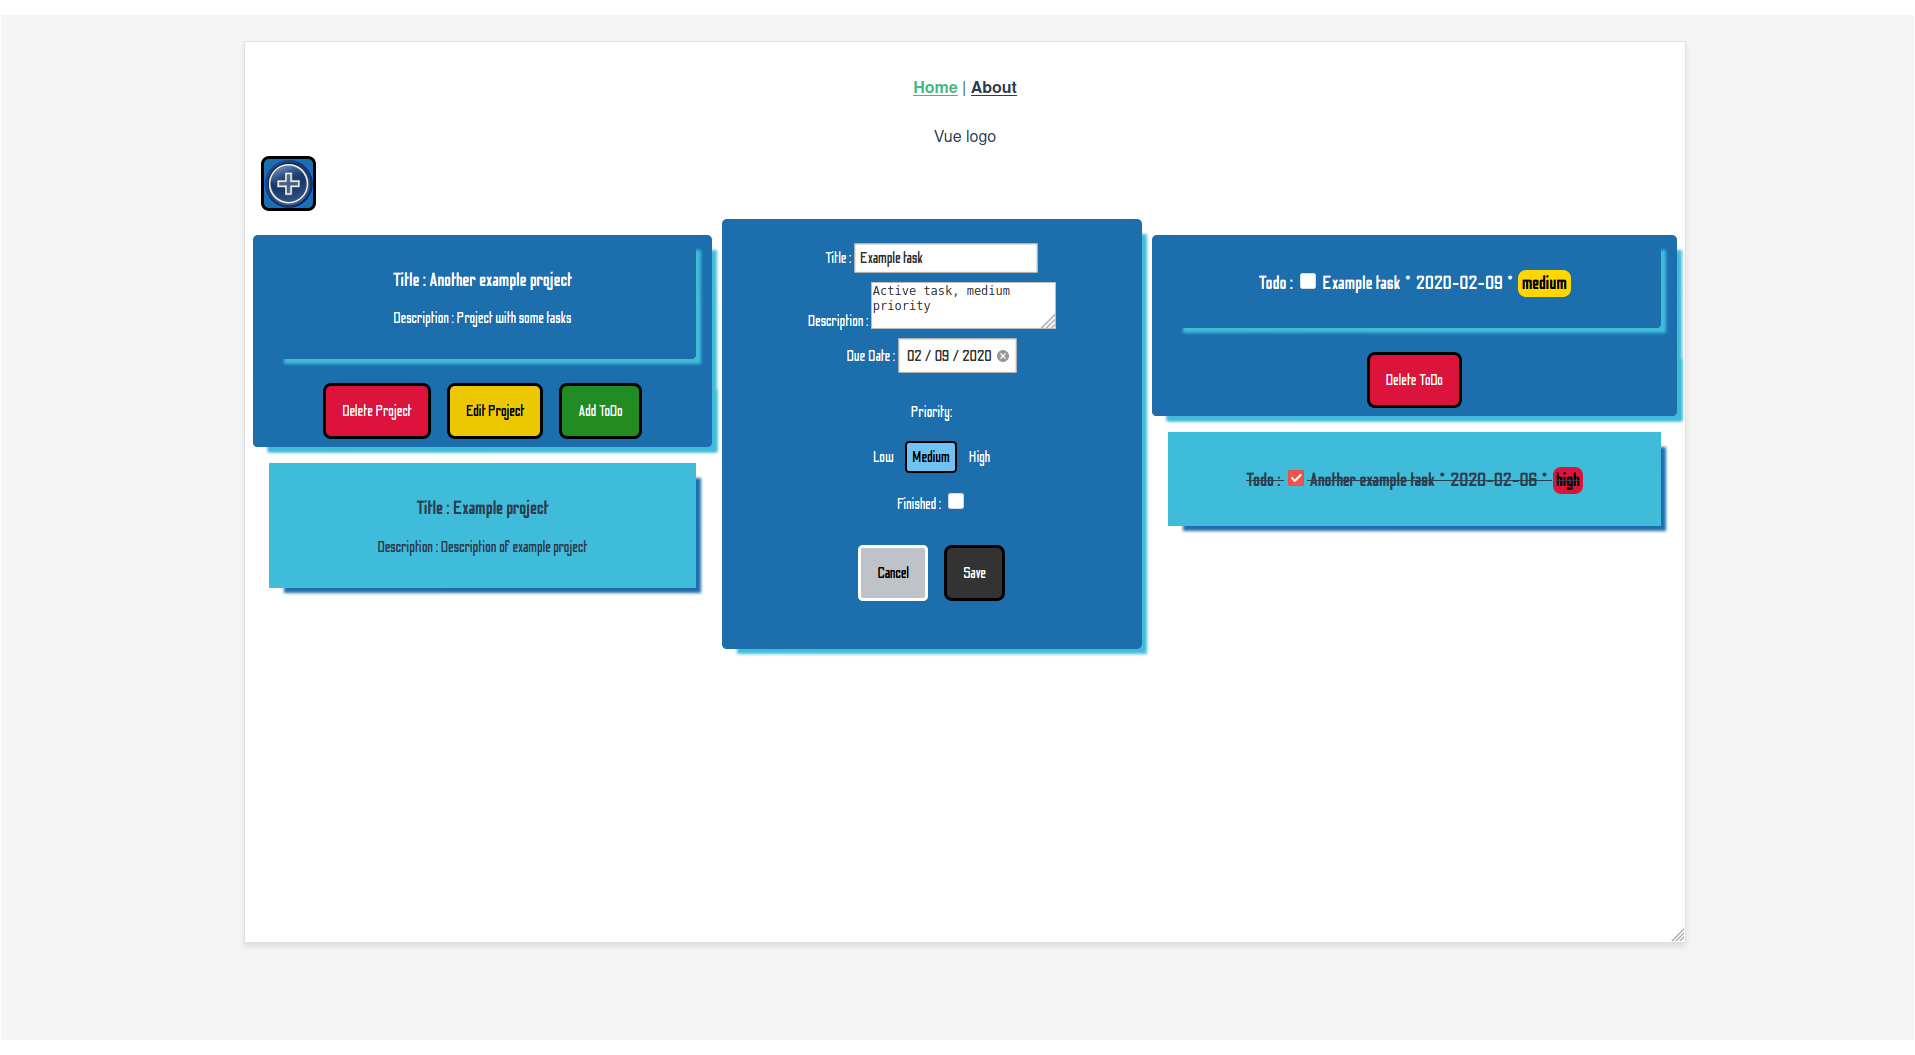 Home | About
Vue logo
Title : Another example project
Description : Project with some tasks
Delete Project
Edit Project
Add ToDo
Title : Example project
Description : Description of example project
Title : Example task
Description : Active task, medium
priority
Due Date : 02 / 09 / 2020
Priority:
Low Medium High
Finished :
Cancel
Save
Todo : Example task * 2020-02-09 * medium
Delete ToDo
Todo : Another example task * 2020-02-06 * high